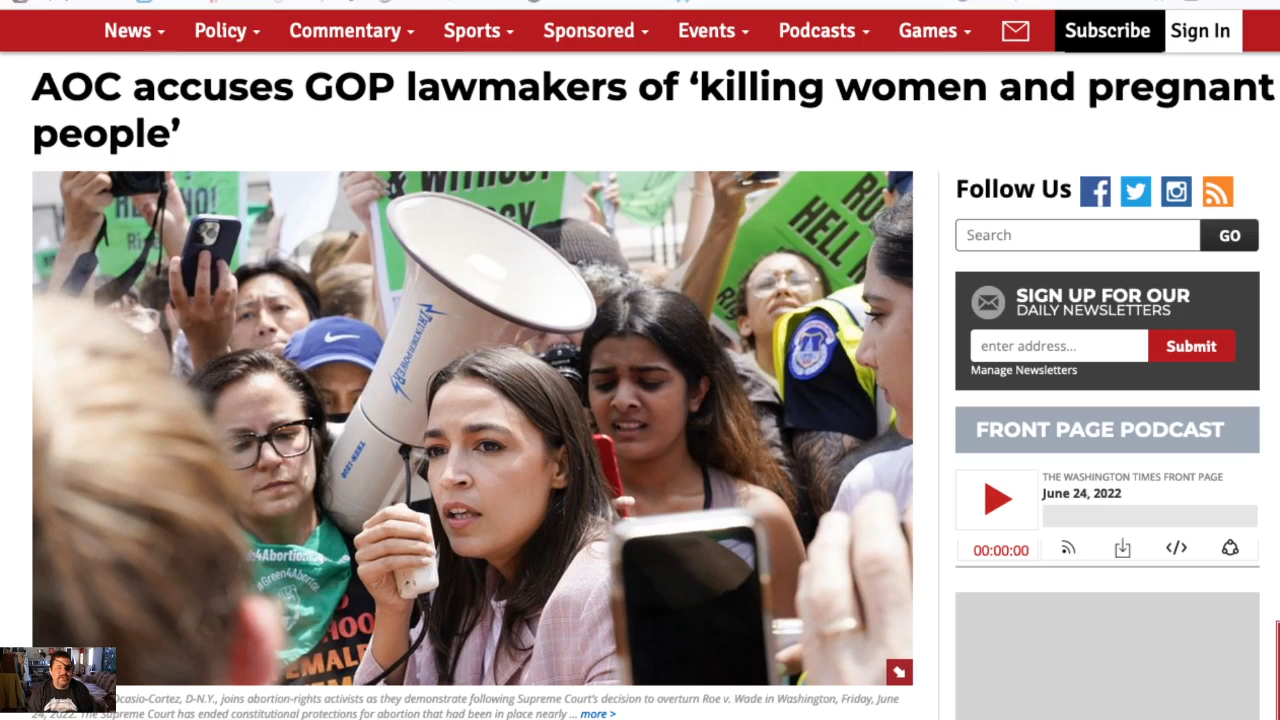 News Policy Commentary Sports Sponsored Events Podcasts Games Subscribe Sign In
AOC accuses GOP lawmakers of ‘killing women and pregnant
people’
WITHOUT
HELL
THUNDERPOWER
#Green4Abortion
Follow Us
Search GO
SIGN UP FOR OUR
DAILY NEWSLETTERS
enter address... Submit
Manage Newsletters
FRONT PAGE PODCAST
THE WASHINGTON TIMES FRONT PAGE
June 24, 2022
00:00:00
Ocasio-Cortez, D-N.Y., joins abortion-rights activists as they demonstrate following Supreme Court's decision to overturn Roe v. Wade in Washington, Friday, June
24, 2022. The Supreme Court has ended constitutional protections for abortion that had been in place nearly ... more >